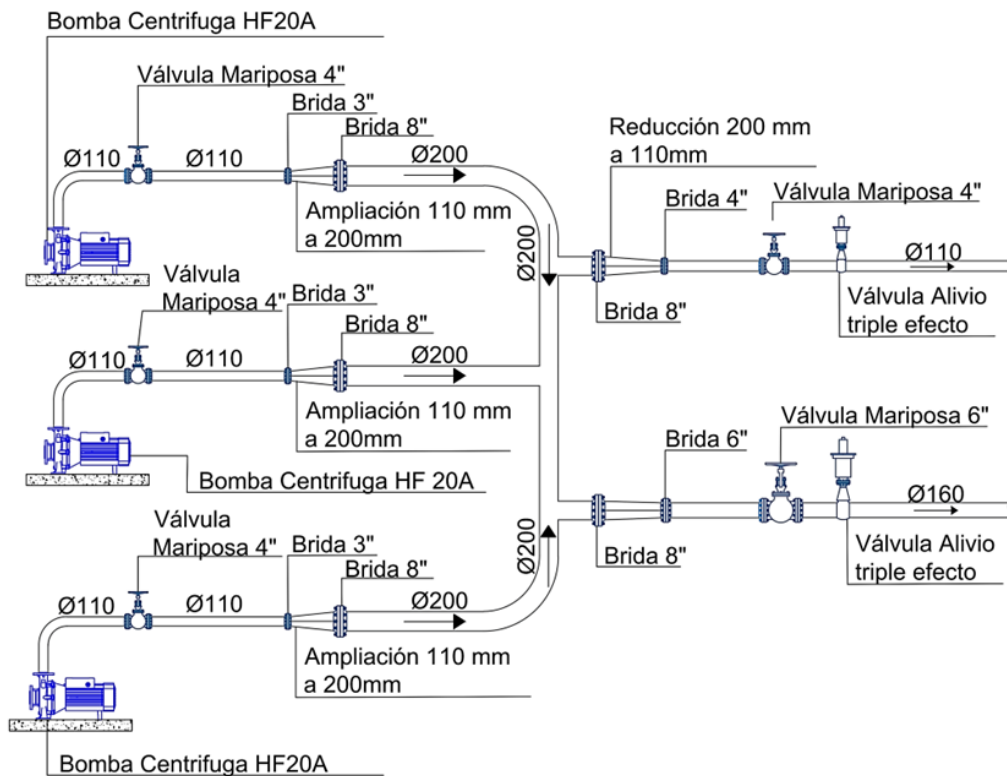 Bomba Centrifuga HF20A
Válvula Mariposa 4"
Brida 3"
Brida 8"
Ø110
Ø110
Ø200
Ampliación 110 mm
a 200mm
Ø200
Reducción 200 mm
a 110mm
Brida 4"
Válvula Mariposa 4"
Ø110
Brida 8"
Válvula Alivio
triple efecto
Válvula
Mariposa 4"
Brida 3"
Brida 8"
Ø110
Ø110
Ø200
Ampliación 110 mm
a 200mm
Bomba Centrifuga HF 20A
Brida 6"
Válvula Mariposa 6"
Ø160
Brida 8"
Válvula Alivio
triple efecto
Válvula
Mariposa 4"
Brida 3"
Brida 8"
Ø200
Ø110
Ø110
Ø200
Ampliación 110 mm
a 200mm
Bomba Centrifuga HF20A